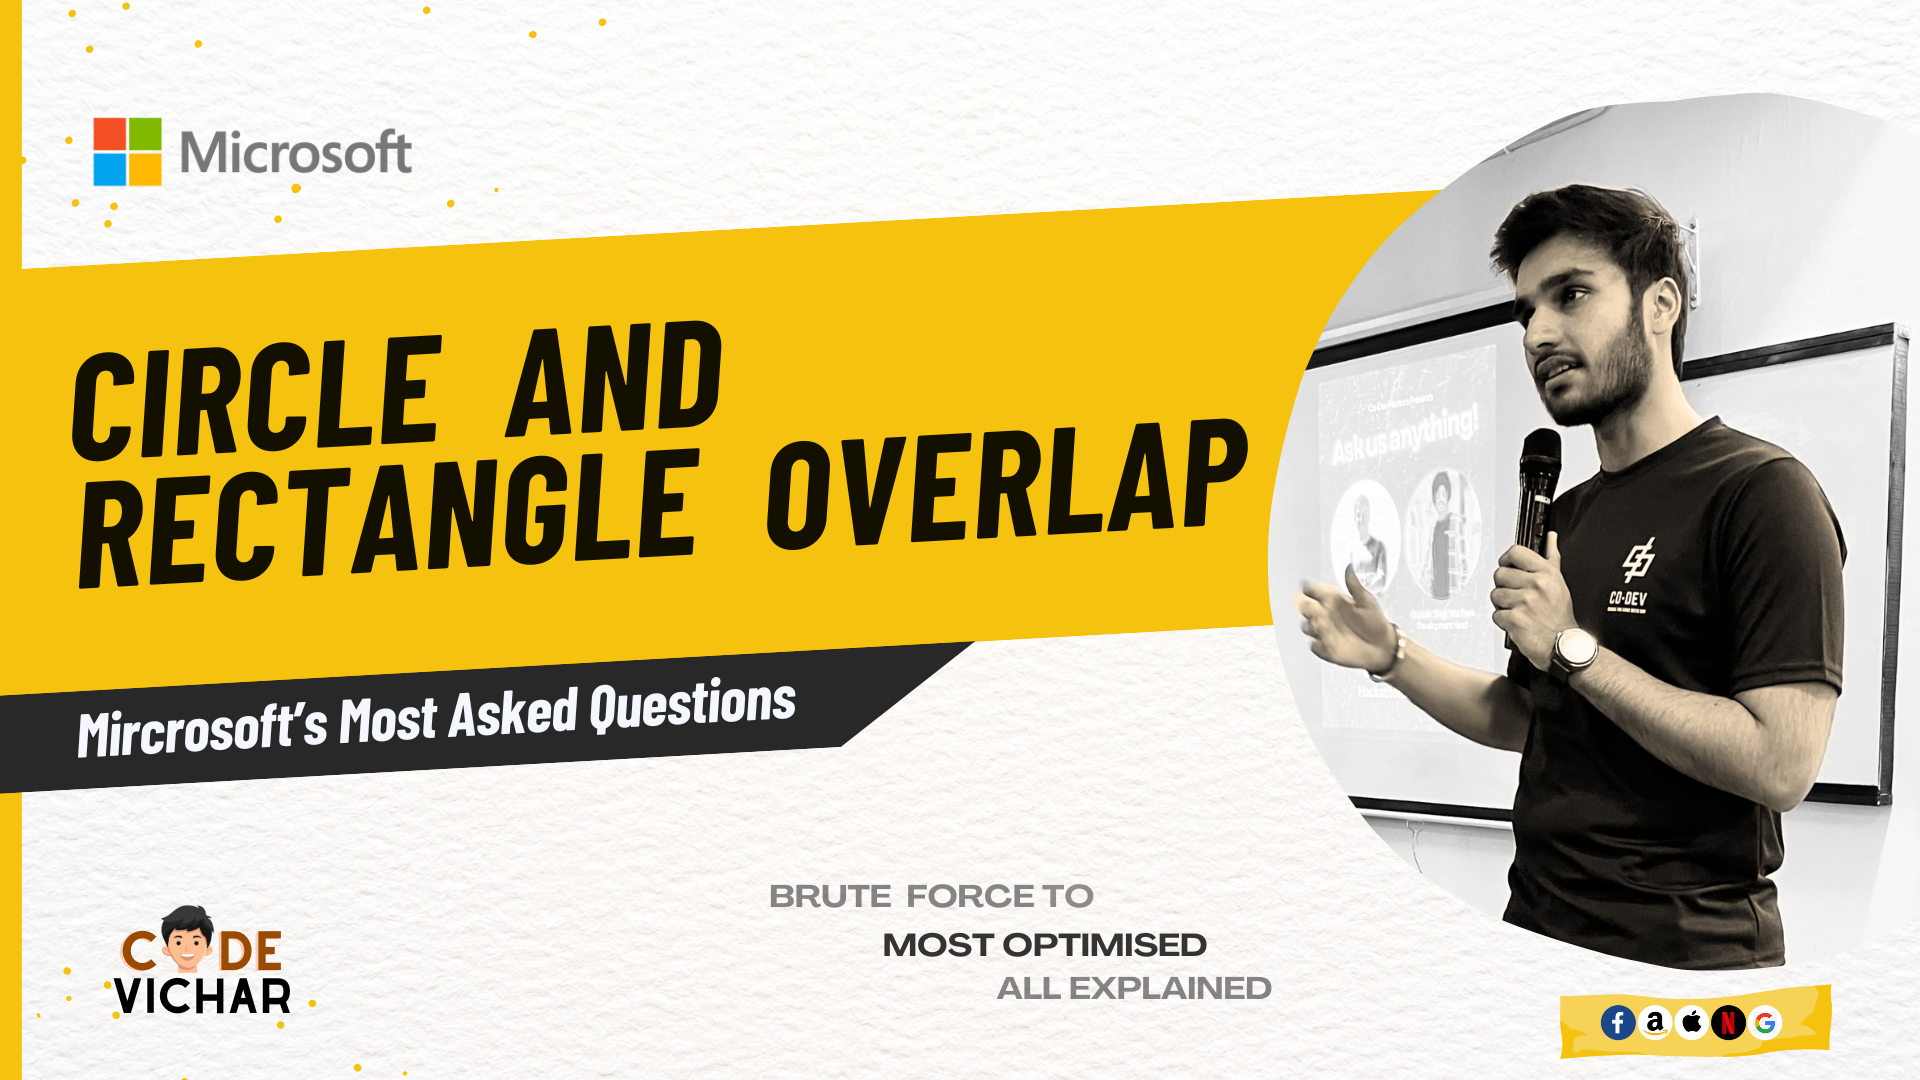 Microsoft
CIRCLE AND
RECTANGLE OVERLAP
Mircrosoft’s Most Asked Questions
Ask us anything!
CO-DEV
BRUTE FORCE TO
MOST OPTIMISED
ALL EXPLAINED
CODE
VICHAR